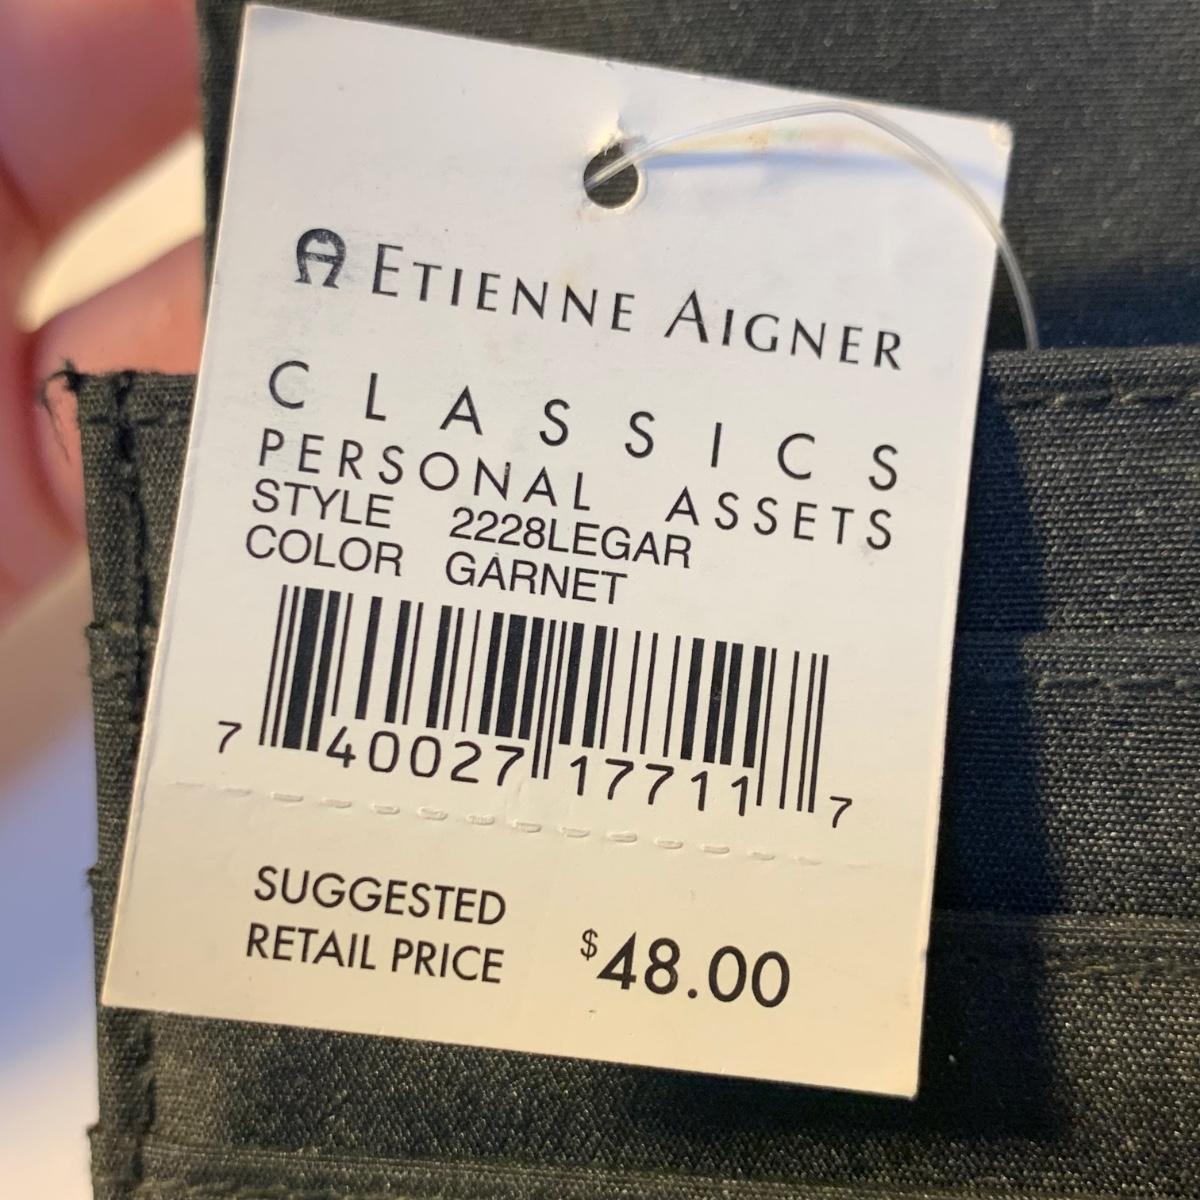 ETIENNE AIGNER
CLASSICS
PERSONAL ASSETS
STYLE 2228LEGAR
COLOR GARNET
7 40027 17711 7
SUGGESTED
RETAIL PRICE $48.00